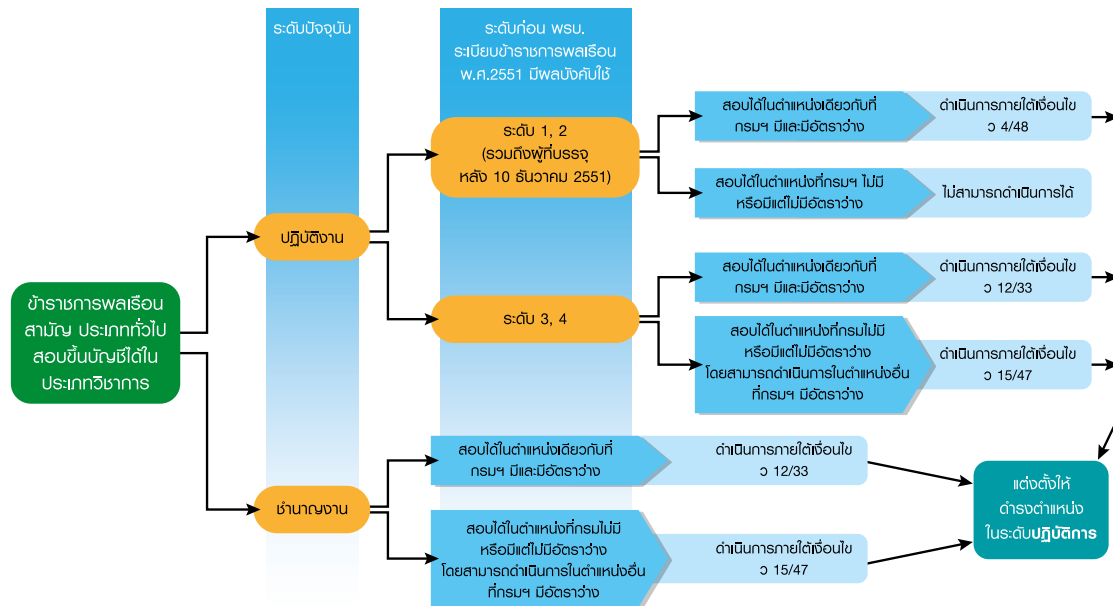 ระดับปัจจุบัน
ระดับก่อน พรบ.
ระเบียบข้าราชการพลเรือน
พ.ศ.2551 มีผลบังคับใช้
ข้าราชการพลเรือน
สามัญ ประเภททั่วไป
สอบขึ้นบัญชีได้ใน
ประเภทวิชาการ
ปฏิบัติงาน
ระดับ 1, 2
(รวมถึงผู้ที่บรรจุ
หลัง 10 ธันวาคม 2551)
สอบได้ในตำแหน่งเดียวกับที่
กรมฯ มีและมีอัตราว่าง
ดำเนินการภายใต้เงื่อนไข
ว 4/48
สอบได้ในตำแหน่งที่กรมฯ ไม่มี
หรือมีแต่ไม่มีอัตราว่าง
ไม่สามารถดำเนินการได้
ระดับ 3, 4
สอบได้ในตำแหน่งเดียวกับที่
กรมฯ มีและมีอัตราว่าง
ดำเนินการภายใต้เงื่อนไข
ว 12/33
สอบได้ในตำแหน่งที่กรมไม่มี
หรือมีแต่ไม่มีอัตราว่าง
โดยสามารถดำเนินการในตำแหน่งอื่น
ที่กรมฯ มีอัตราว่าง
ดำเนินการภายใต้เงื่อนไข
ว 15/47
ชำนาญงาน
สอบได้ในตำแหน่งเดียวกับที่
กรมฯ มีและมีอัตราว่าง
ดำเนินการภายใต้เงื่อนไข
ว 12/33
สอบได้ในตำแหน่งที่กรมไม่มี
หรือมีแต่ไม่มีอัตราว่าง
โดยสามารถดำเนินการในตำแหน่งอื่น
ที่กรมฯ มีอัตราว่าง
ดำเนินการภายใต้เงื่อนไข
ว 15/47
แต่งตั้งให้
ดำรงตำแหน่ง
ในระดับปฏิบัติการ